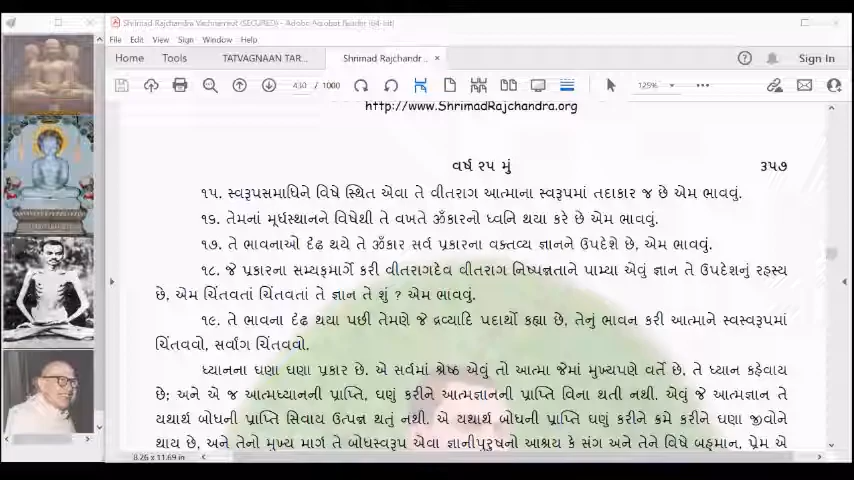 Shrimad Rajchandra Vachnamrut (SECURED) - Adobe Acrobat Reader (64-bit)
File Edit View Sign Window Help
Home Tools TATVAGNAAN TAR... Shrimad Rajchandr... × Sign In
430 / 1000 125%
http://www.ShrimadRajchandra.org
વર્ષ ૨૫ મું ૩૫૭
૧૫. સ્વરૂપસમાધિને વિષે સ્થિત એવા તે વીતરાગ આત્માના સ્વરૂપમાં તદાકાર જ છે એમ ભાવવું.
૧૬. તેમનાં મૂર્ધસ્થાનને વિષેથી તે વખતે ૐકારનો ધ્વનિ થયા કરે છે એમ ભાવવું.
૧૭. તે ભાવનાઓ દૃઢ થયે તે ૐકાર સર્વ પ્રકારના વક્તવ્ય જ્ઞાનને ઉપદેશે છે, એમ ભાવવું.
૧૮. જે પ્રકારના સમ્યક્‌માર્ગે કરી વીતરાગદેવ વીતરાગ નિષ્પન્નતાને પામ્યા એવું જ્ઞાન તે ઉપદેશનું રહસ્ય
છે, એમ ચિંતવતાં ચિંતવતાં તે જ્ઞાન તે શું ? એમ ભાવવું.
૧૯. તે ભાવના દૃઢ થયા પછી તેમણે જે દ્રવ્યાદિ પદાર્થો કહ્યા છે, તેનું ભાવન કરી આત્માને સ્વસ્વરૂપમાં
ચિંતવવો, સર્વાંગ ચિંતવવો.
ધ્યાનના ઘણા ઘણા પ્રકાર છે. એ સર્વમાં શ્રેષ્ઠ એવું તો આત્મા જેમાં મુખ્યપણે વર્તે છે, તે ધ્યાન કહેવાય
છે; અને એ જ આત્મધ્યાનની પ્રાપ્તિ, ઘણું કરીને આત્મજ્ઞાનની પ્રાપ્તિ વિના થતી નથી. એવું જે આત્મજ્ઞાન તે
યથાર્થ બોધની પ્રાપ્તિ સિવાય ઉત્પન્ન થતું નથી. એ યથાર્થ બોધની પ્રાપ્તિ ઘણું કરીને ક્રમે કરીને ઘણા જીવોને
થાય છે, અને તેનો મુખ્ય માર્ગ તે બોધસ્વરૂપ એવા જ્ઞાનીપુરુષનો આશ્રય કે સંગ અને તેને વિષે બહુમાન, પ્રેમ એ
8.26 x 11.69 in